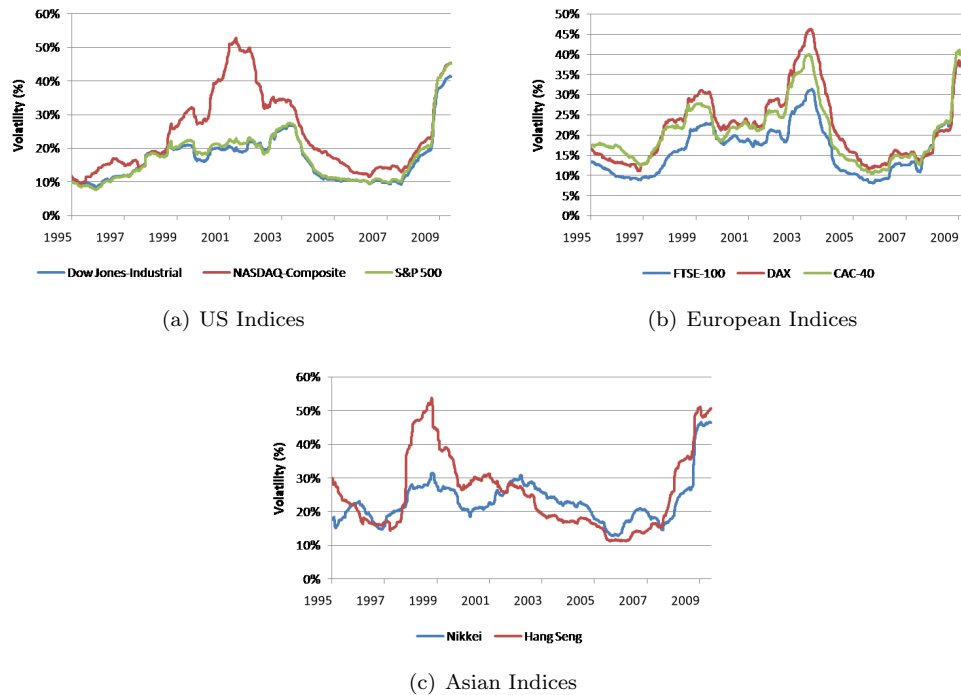 60%
50%
40%
30%
20%
10%
0%
Volatility (%)
1995 1997 1999 2001 2003 2005 2007 2009
Dow Jones-Industrial NASDAQ-Composite S&P 500
(a) US Indices
50%
45%
40%
35%
30%
25%
20%
15%
10%
5%
0%
Volatility (%)
1995 1997 1999 2001 2003 2005 2007 2009
FTSE-100 DAX CAC-40
(b) European Indices
60%
50%
40%
30%
20%
10%
0%
Volatility (%)
1995 1997 1999 2001 2003 2005 2007 2009
Nikkei Hang Seng
(c) Asian Indices